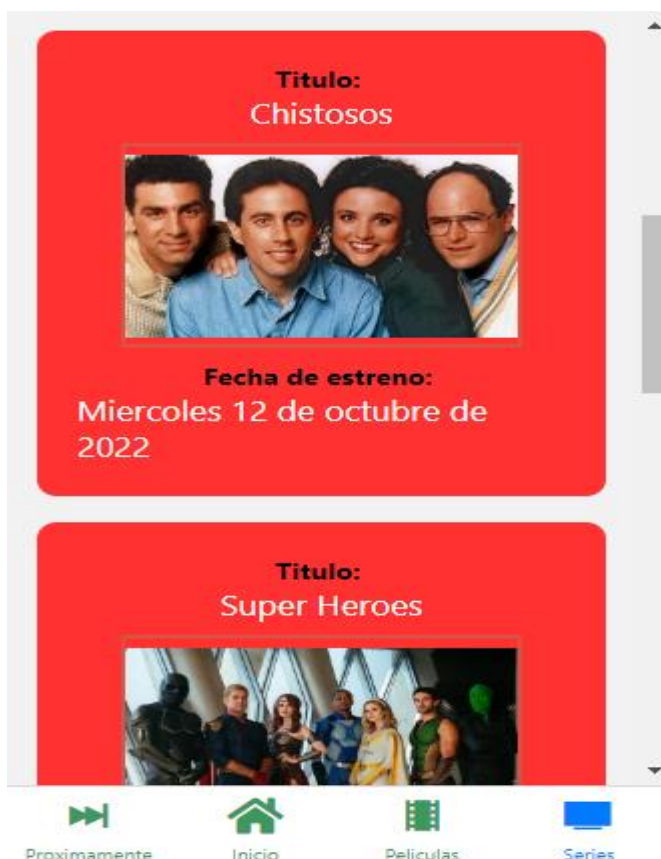 Titulo:
Chistosos
Fecha de estreno:
Miercoles 12 de octubre de
2022
Titulo:
Super Heroes
Proximamente
Inicio
Peliculas
Series